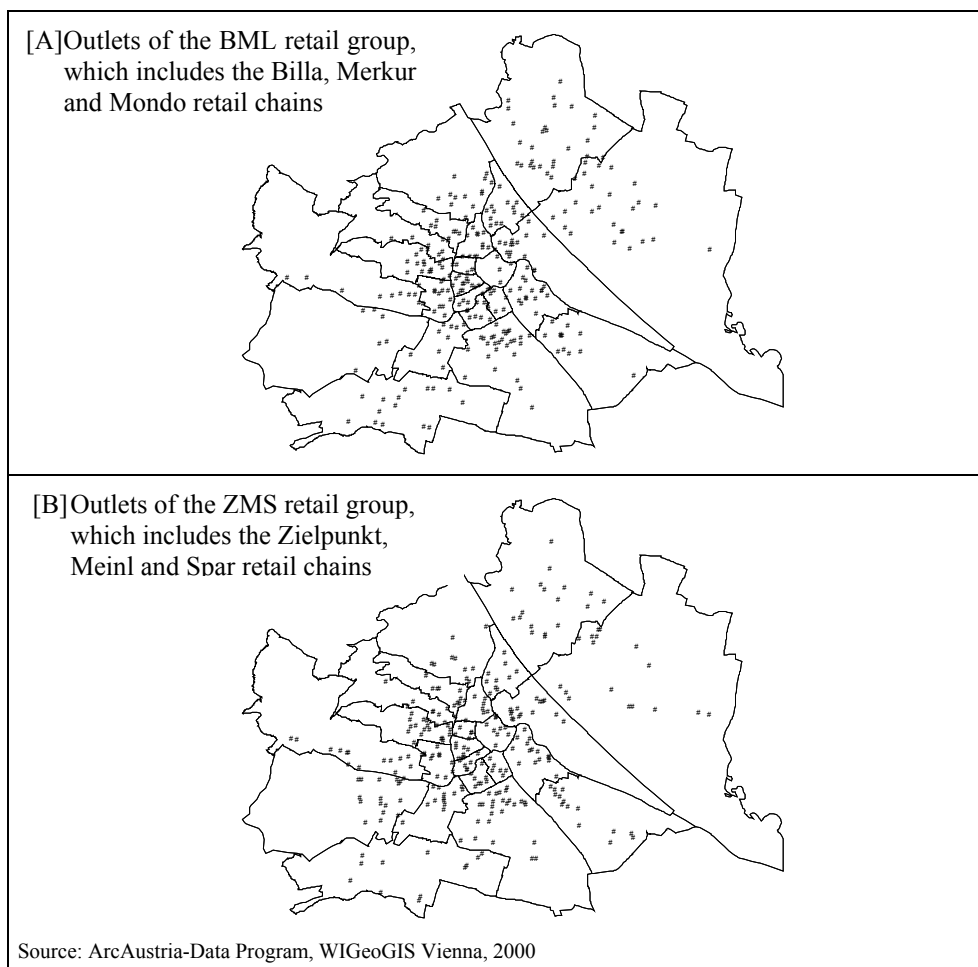 [A]Outlets of the BML retail group,
which includes the Billa, Merkur
and Mondo retail chains
[B]Outlets of the ZMS retail group,
which includes the Zielpunkt,
Meinl and Spar retail chains
Source: ArcAustria-Data Program, WIGeoGIS Vienna, 2000